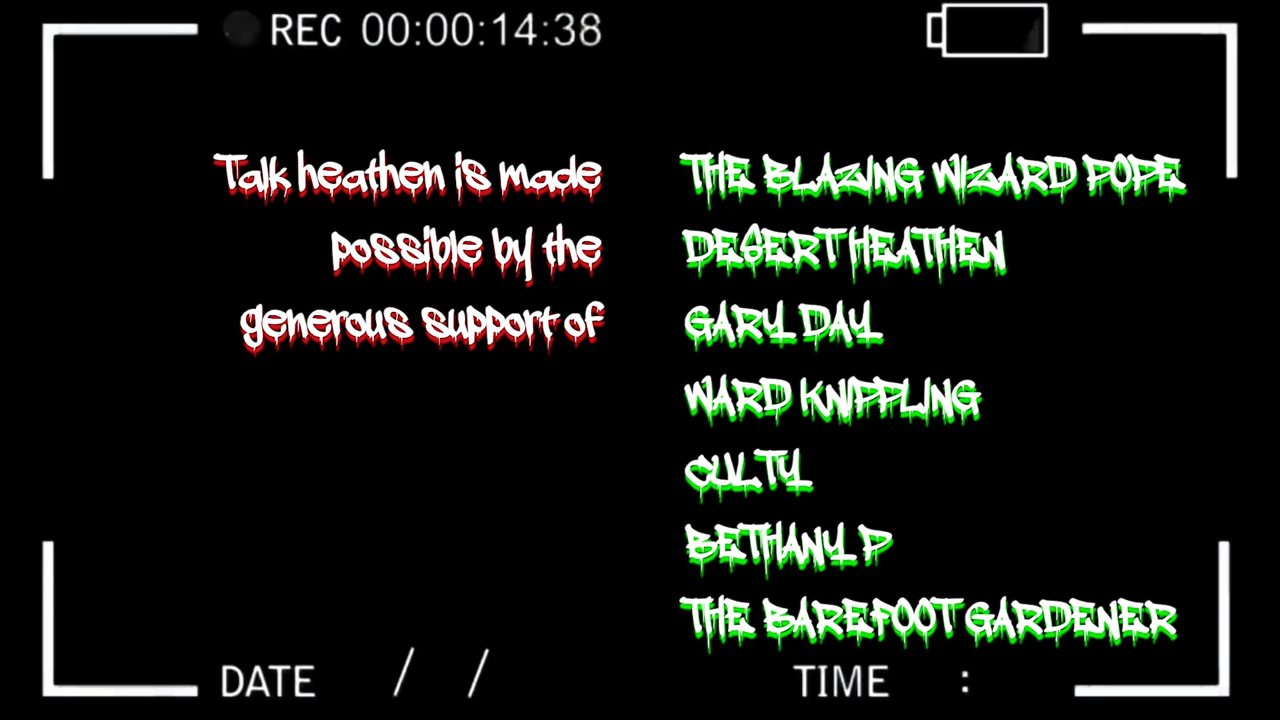 REC 00:00:14:38
Talk heathen is made
possible by the
generous support of
THE BLAZING WIZARD POPE
DESERT HEATHEN
GARY DAY
WARD KNIPPLING
CULTY
BETHANY P
THE BAREFOOT GARDENER
DATE / /
TIME :